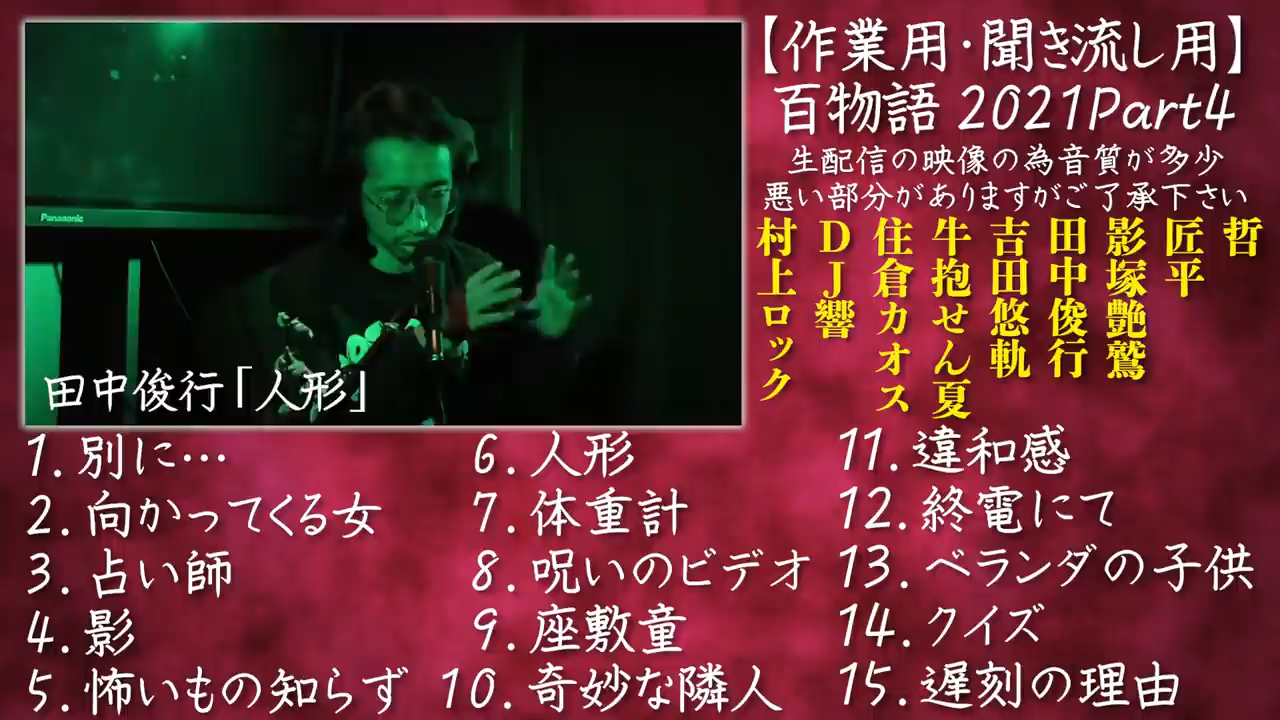 【作業用・聞き流し用】
百物語 2021Part4
生配信の映像の為音質が多少
悪い部分がありますがご了承下さい
哲
匠平
影塚艶鷲
田中俊行
吉田悠軌
牛抱せん夏
住倉カオス
DJ響
村上ロック
Panasonic
田中俊行「人形」
1. 別に…
2. 向かってくる女
3. 占い師
4. 影
5. 怖いもの知らず
6. 人形
7. 体重計
8. 呪いのビデオ
9. 座敷童
10. 奇妙な隣人
11. 違和感
12. 終電にて
13. ベランダの子供
14. クイズ
15. 遅刻の理由